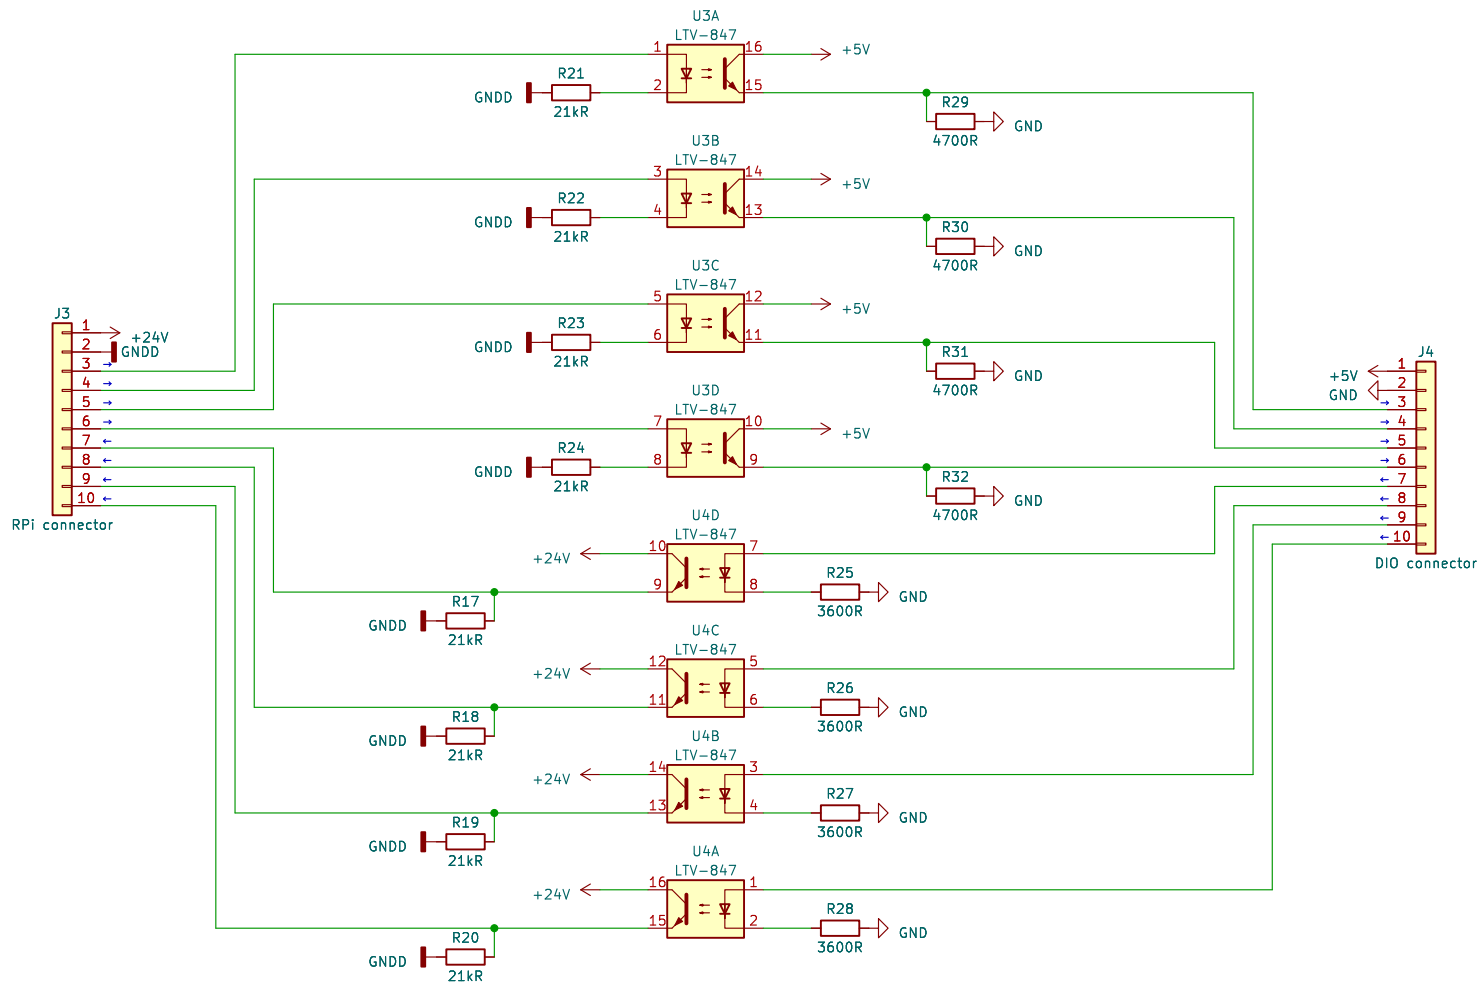 U3A
LTV-847
1
16
+5V
2
15
R21
GNDD
21kR
R29
GND
4700R
U3B
LTV-847
3
14
+5V
4
13
R22
GNDD
21kR
R30
GND
4700R
U3C
LTV-847
5
12
+5V
6
11
R23
GNDD
21kR
R31
GND
4700R
U3D
LTV-847
7
10
+5V
8
9
R24
GNDD
21kR
R32
GND
4700R
J3
1
+24V
2
GNDD
3 →
4 →
5 →
6 →
7 ←
8 ←
9 ←
10 ←
RPi connector
J4
+5V
1
GND
2
→ 3
→ 4
→ 5
→ 6
← 7
← 8
← 9
← 10
DIO connector
U4D
LTV-847
+24V
10
7
9
8
R25
GND
3600R
R17
GNDD
21kR
U4C
LTV-847
+24V
12
5
11
6
R26
GND
3600R
R18
GNDD
21kR
U4B
LTV-847
+24V
14
3
13
4
R27
GND
3600R
R19
GNDD
21kR
U4A
LTV-847
+24V
16
1
15
2
R28
GND
3600R
R20
GNDD
21kR